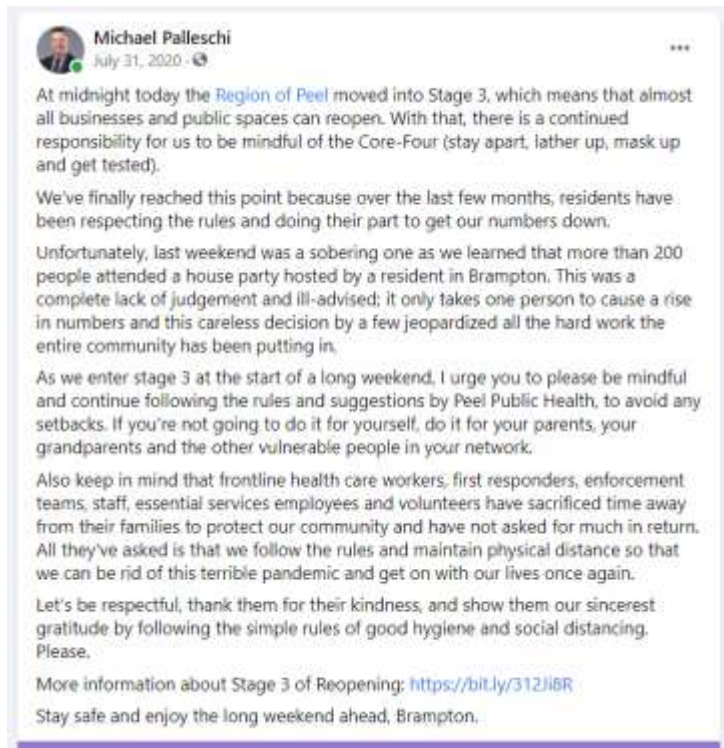 Michael Palleschi
July 31, 2020 ·
At midnight today the Region of Peel moved into Stage 3, which means that almost
all businesses and public spaces can reopen. With that, there is a continued
responsibility for us to be mindful of the Core-Four (stay apart, lather up, mask up
and get tested).
We've finally reached this point because over the last few months, residents have
been respecting the rules and doing their part to get our numbers down.
Unfortunately, last weekend was a sobering one as we learned that more than 200
people attended a house party hosted by a resident in Brampton. This was a
complete lack of judgement and ill-advised; it only takes one person to cause a rise
in numbers and this careless decision by a few jeopardized all the hard work the
entire community has been putting in.
As we enter stage 3 at the start of a long weekend, I urge you to please be mindful
and continue following the rules and suggestions by Peel Public Health, to avoid any
setbacks. If you're not going to do it for yourself, do it for your parents, your
grandparents and the other vulnerable people in your network.
Also keep in mind that frontline health care workers, first responders, enforcement
teams, staff, essential services employees and volunteers have sacrificed time away
from their families to protect our community and have not asked for much in return.
All they've asked is that we follow the rules and maintain physical distance so that
we can be rid of this terrible pandemic and get on with our lives once again.
Let's be respectful, thank them for their kindness, and show them our sincerest
gratitude by following the simple rules of good hygiene and social distancing.
Please.
More information about Stage 3 of Reopening: https://bit.ly/312Ji8R
Stay safe and enjoy the long weekend ahead, Brampton.